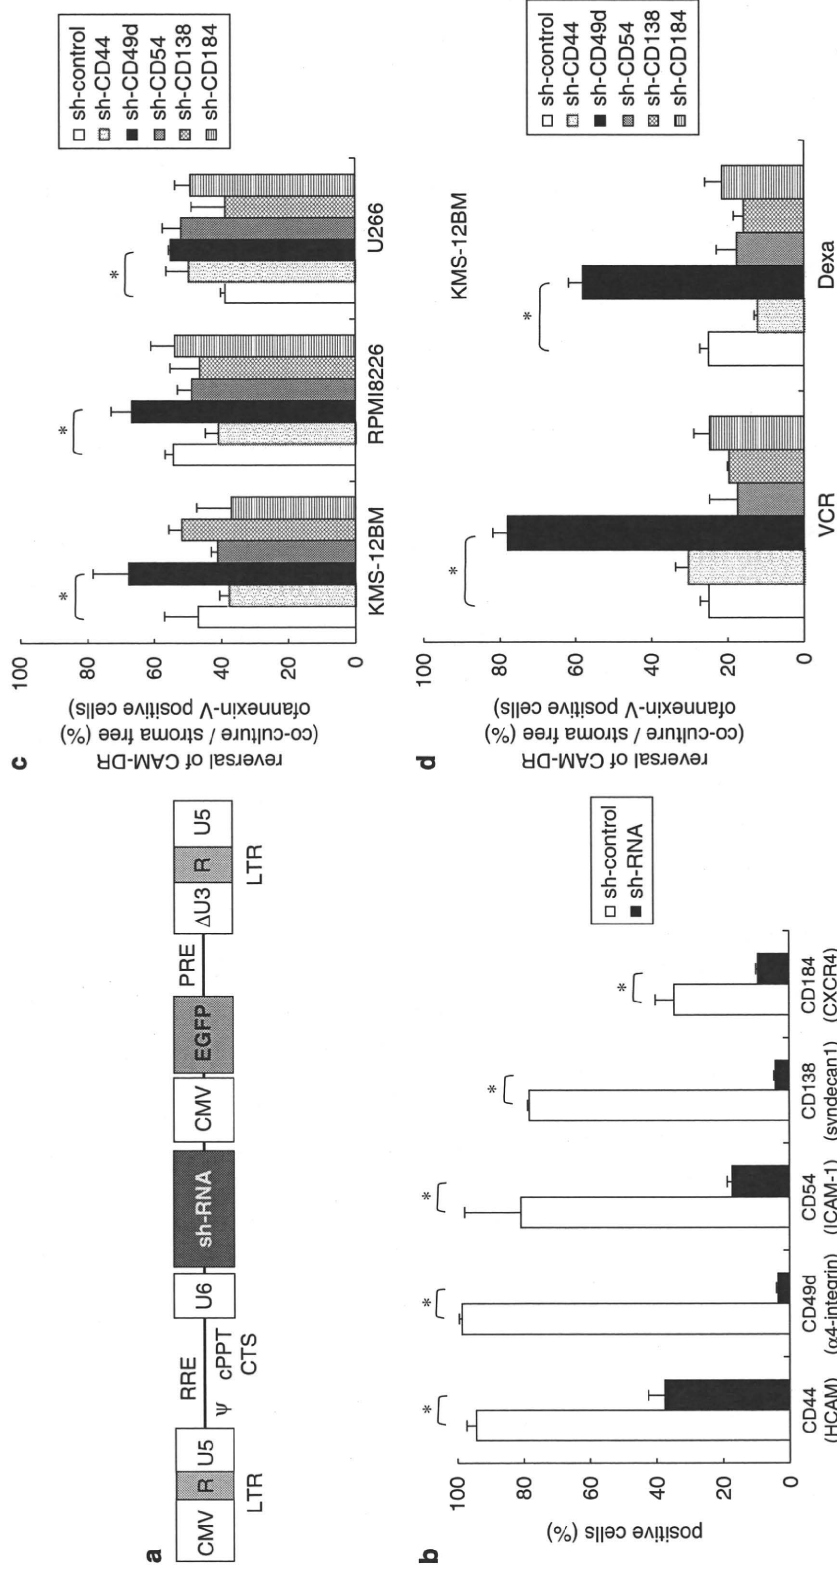 a
CMV R U5
LTR
RRE
Ψ
cPPT
CTS
U6
sh-RNA
CMV
EGFP
PRE
ΔU3 R U5
LTR
b
positive cells (%)
100
80
60
40
20
0
*
*
*
*
*
CD44
(HCAM)
CD49d
(α4-integrin)
CD54
(ICAM-1)
CD138
(syndecan1)
CD184
(CXCR4)
sh-control
sh-RNA
c
reversal of CAM-DR
(co-culture / stroma free (%)
ofannexin-V positive cells)
100
80
60
40
20
0
*
*
*
KMS-12BM
RPMI8226
U266
sh-control
sh-CD44
sh-CD49d
sh-CD54
sh-CD138
sh-CD184
d
reversal of CAM-DR
(co-culture / stroma free (%)
ofannexin-V positive cells)
100
80
60
40
20
0
*
*
KMS-12BM
VCR
Dexa
sh-control
sh-CD44
sh-CD49d
sh-CD54
sh-CD138
sh-CD184